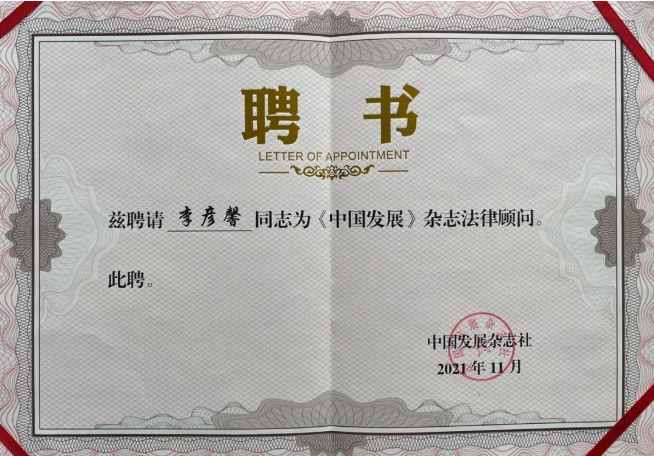 聘书
LETTER OF APPOINTMENT
兹聘请 李彦馨 同志为《中国发展》杂志法律顾问。
此聘。
中国发展杂志社
2021年11月